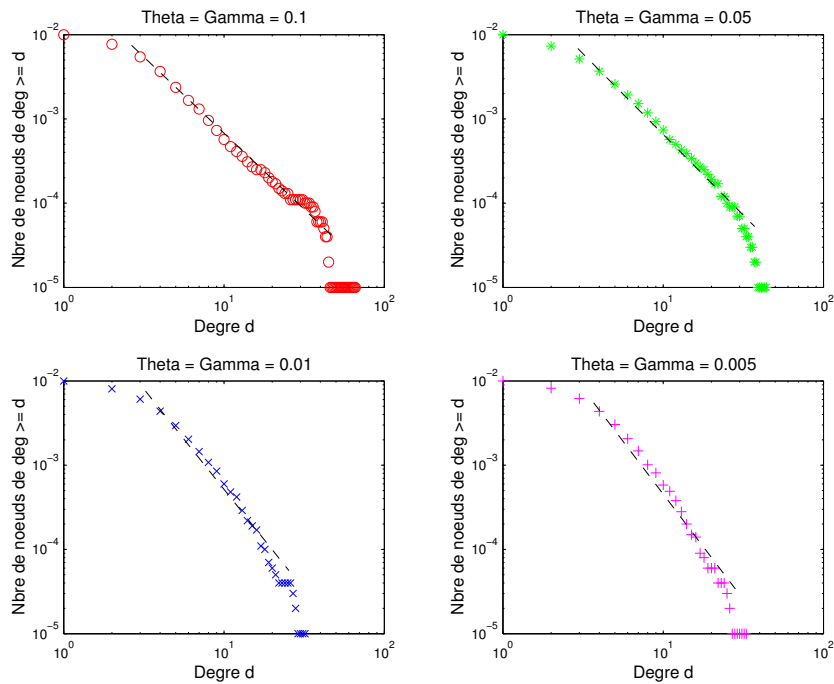 Theta = Gamma = 0.1
10^-2
10^-3
10^-4
10^-5
Nbre de noeuds de deg >= d
10^0
10^1
10^2
Degre d
Theta = Gamma = 0.05
10^-2
10^-3
10^-4
10^-5
Nbre de noeuds de deg >= d
10^0
10^1
10^2
Degre d
Theta = Gamma = 0.01
10^-2
10^-3
10^-4
10^-5
Nbre de noeuds de deg >= d
10^0
10^1
10^2
Degre d
Theta = Gamma = 0.005
10^-2
10^-3
10^-4
10^-5
Nbre de noeuds de deg >= d
10^0
10^1
10^2
Degre d